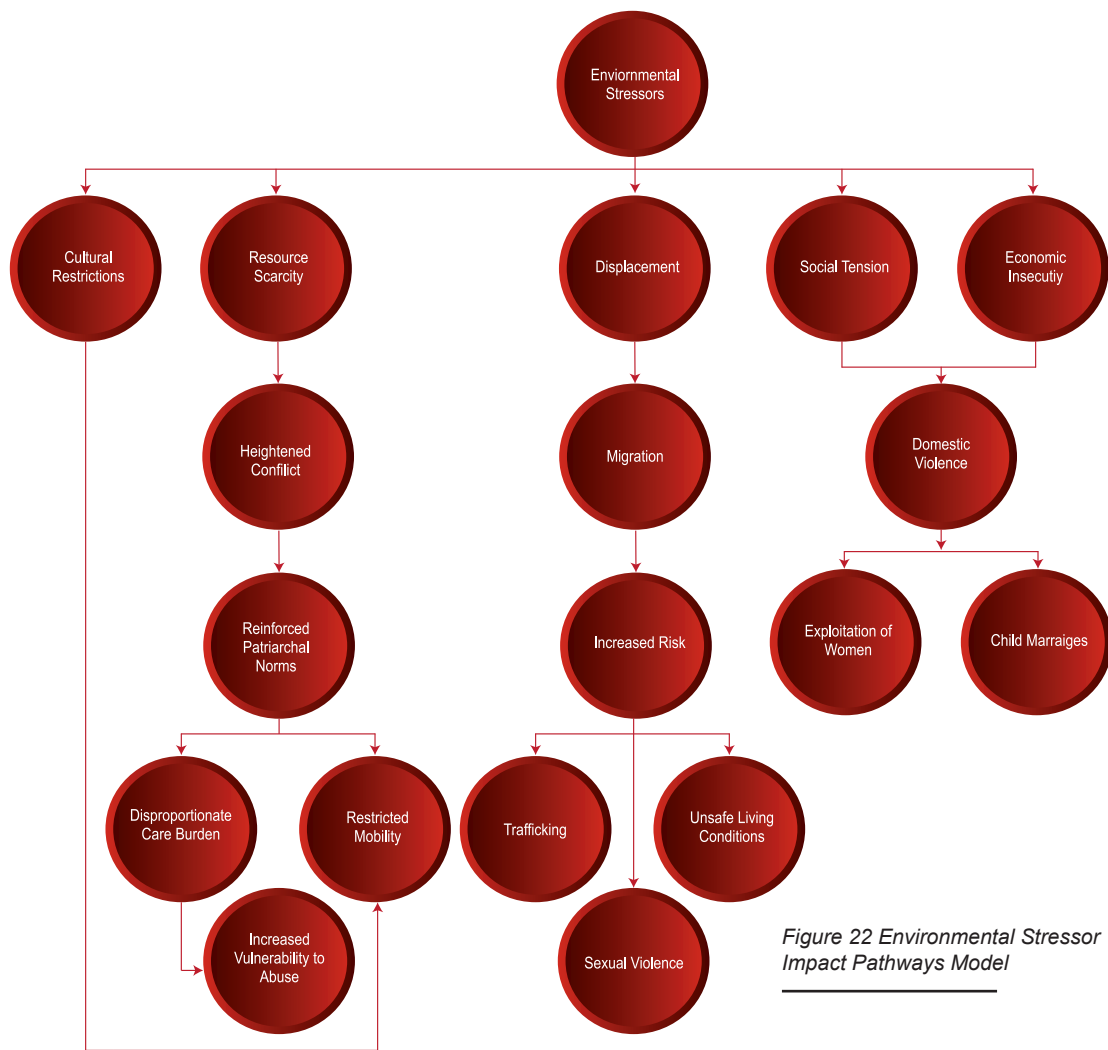 Enviornmental
Stressors
Cultural
Restrictions
Resource
Scarcity
Displacement
Social Tension
Economic
Insecutiy
Heightened
Confilict
Migration
Domestic
Violence
Reinforced
Patriarchal
Norms
Increased Risk
Exploitation of
Women
Child Marraiges
Disproportionate
Care Burden
Restricted
Mobility
Trafficking
Unsafe Living
Conditions
Increased
Vulnerability to
Abuse
Sexual Violence
Figure 22 Environmental Stressor
Impact Pathways Model